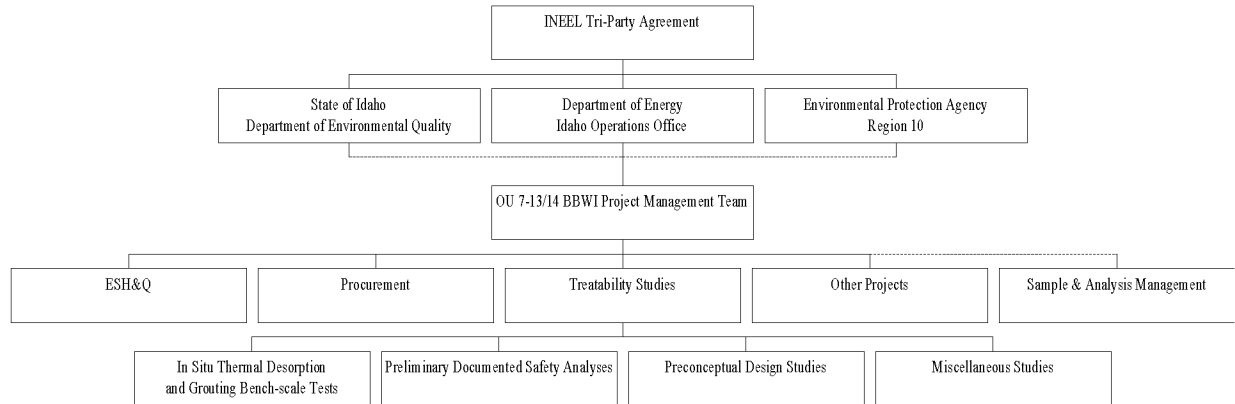 INEEL Tri-Party Agreement
State of Idaho
Department of Environmental Quality
Department of Energy
Idaho Operations Office
Environmental Protection Agency
Region 10
OU 7-13/14 BBWI Project Management Team
ESH&Q
Procurement
Treatability Studies
Other Projects
Sample & Analysis Management
In Situ Thermal Desorption
and Grouting Bench-scale Tests
Preliminary Documented Safety Analyses
Preconceptual Design Studies
Miscellaneous Studies